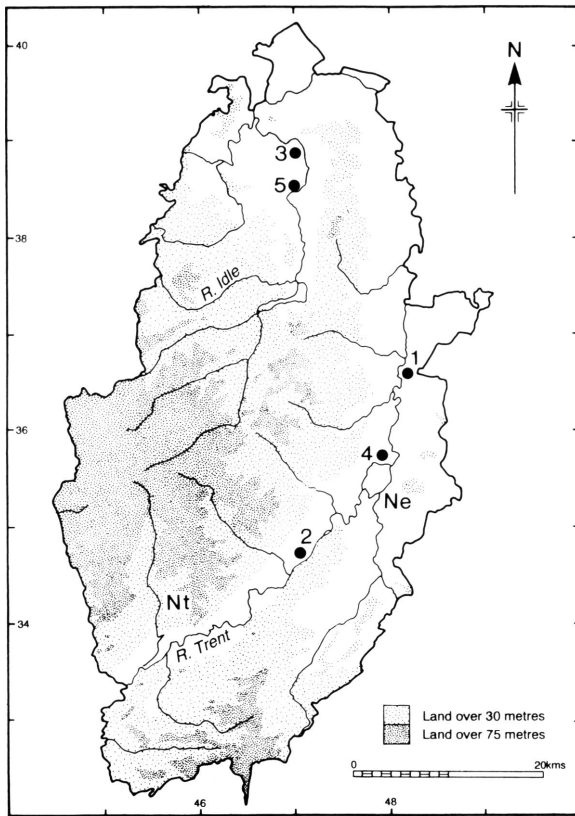 40
N
3
5
38
R. Idle
1
36
4
Ne
2
Nt
34
R. Trent
Land over 30 metres
Land over 75 metres
0 20kms
46 48